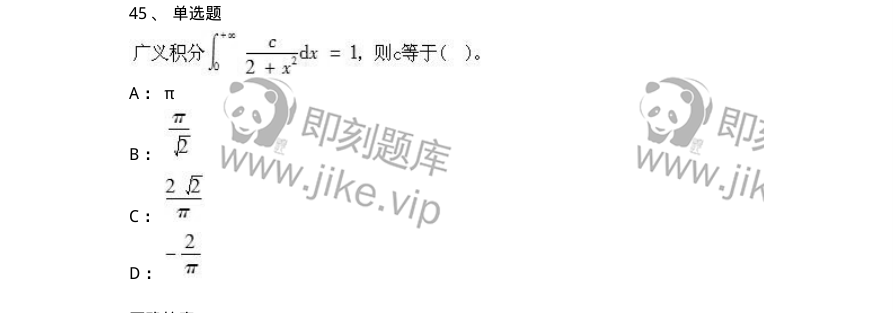 45 、 单选题
广义积分∫₀^{+∞} c/(2 + x²)dx = 1, 则c等于( )。
A： π
B： π/√2
C： 2√2/π
D： -2/π
即刻题库
www.jike.vip
即刻
www.jik